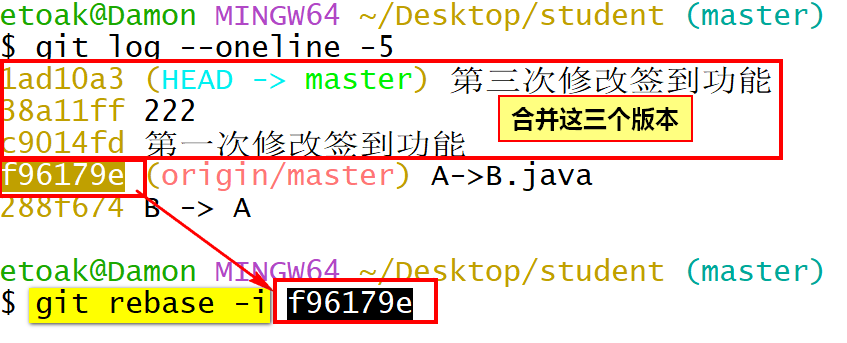 etoak@Damon MINGW64 ~/Desktop/student (master)
$ git log --oneline -5
1ad10a3 (HEAD -> master) 第三次修改签到功能
38a11ff 222
合并这三个版本
c9014fd 第一次修改签到功能
f96179e (origin/master) A->B.java
288f674 B -> A
etoak@Damon MINGW64 ~/Desktop/student (master)
$ git rebase -i f96179e